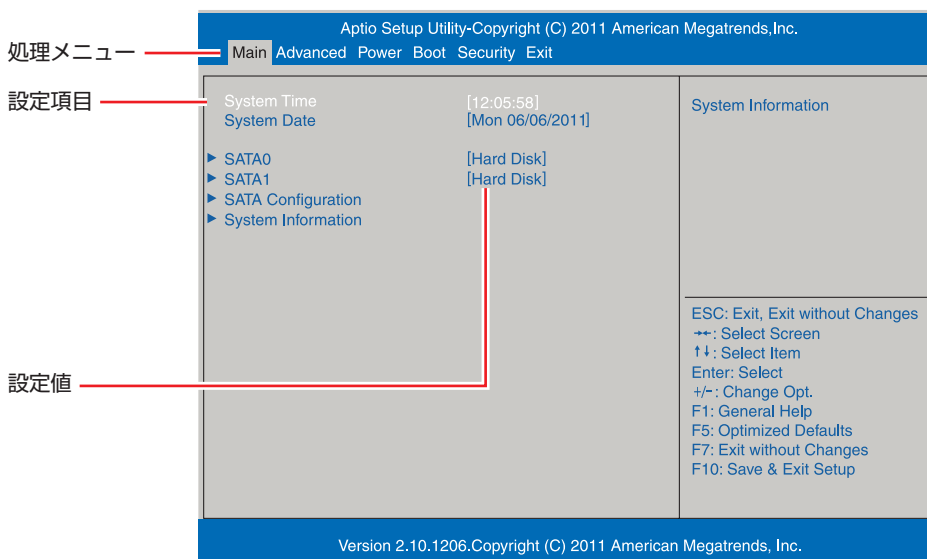 Aptio Setup Utility-Copyright (C) 2011 American Megatrends,Inc.
処理メニュー
Main Advanced Power Boot Security Exit
設定項目
System Time [12:05:58]
System Date [Mon 06/06/2011]
SATA0 [Hard Disk]
SATA1 [Hard Disk]
SATA Configuration
System Information
設定値
System Information
ESC: Exit, Exit without Changes
→←: Select Screen
↑↓: Select Item
Enter: Select
+/-: Change Opt.
F1: General Help
F5: Optimized Defaults
F7: Exit without Changes
F10: Save & Exit Setup
Version 2.10.1206.Copyright (C) 2011 American Megatrends, Inc.